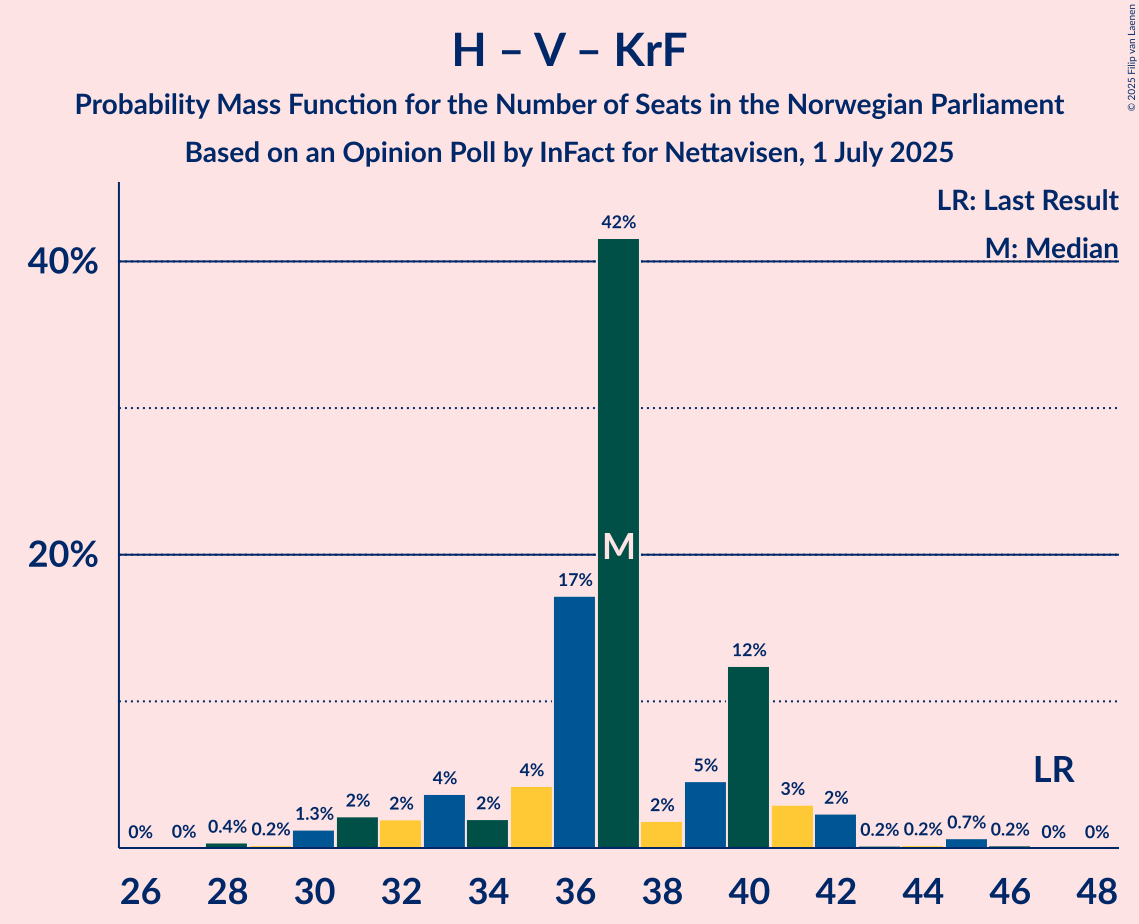 H – V – KrF
Probability Mass Function for the Number of Seats in the Norwegian Parliament
Based on an Opinion Poll by InFact for Nettavisen, 1 July 2025
© 2025 Filip van Laenen
LR: Last Result
M: Median
40%
20%
0% 0% 0.4% 0.2% 1.3% 2% 2% 4% 2% 4% 17% 42% 2% 5% 12% 3% 2% 0.2% 0.2% 0.7% 0.2% 0% 0%
M
LR
26 28 30 32 34 36 38 40 42 44 46 48